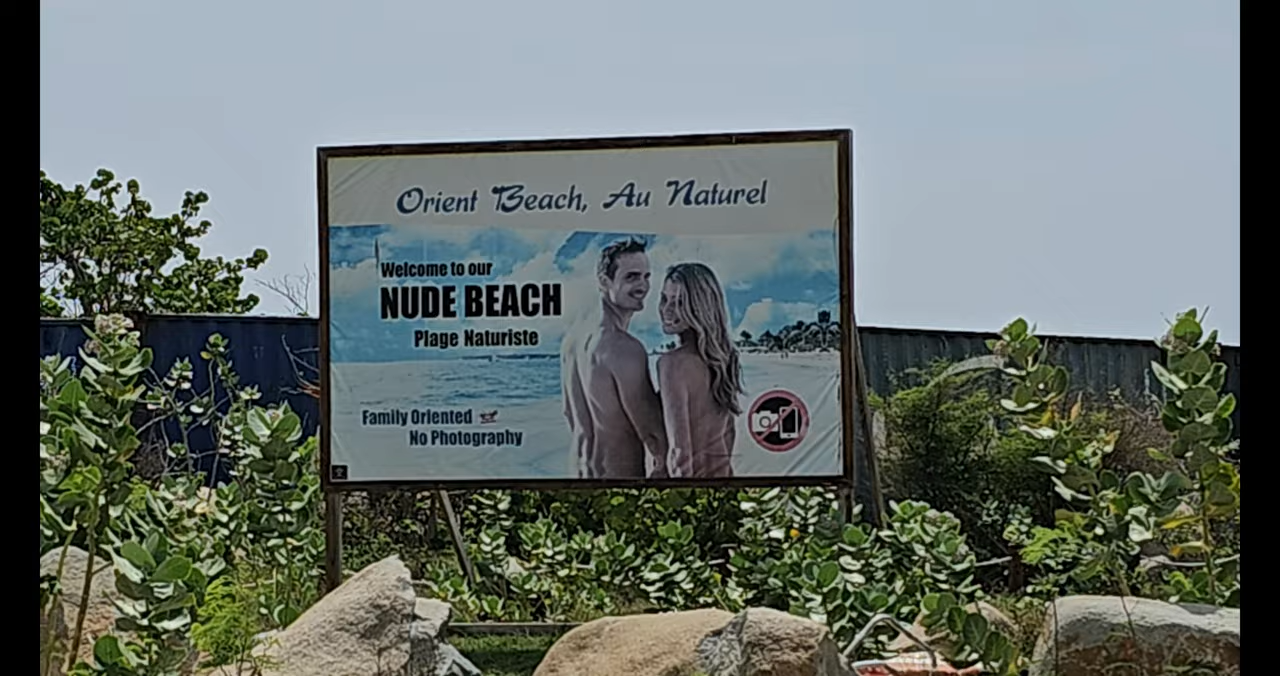 Orient Beach, Au Naturel
Welcome to our
NUDE BEACH
Plage Naturiste
Family Oriented
No Photography